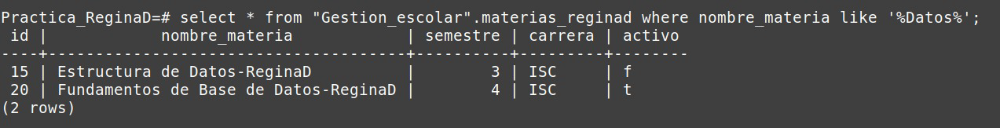 Practica_ReginaD=# select * from "Gestion_escolar".materias_reginad where nombre_materia like '%Datos%';
 id |            nombre_materia             | semestre | carrera | activo
----+---------------------------------------+----------+---------+--------
 15 | Estructura de Datos-ReginaD           |        3 | ISC     | f
 20 | Fundamentos de Base de Datos-ReginaD |        4 | ISC     | t
(2 rows)